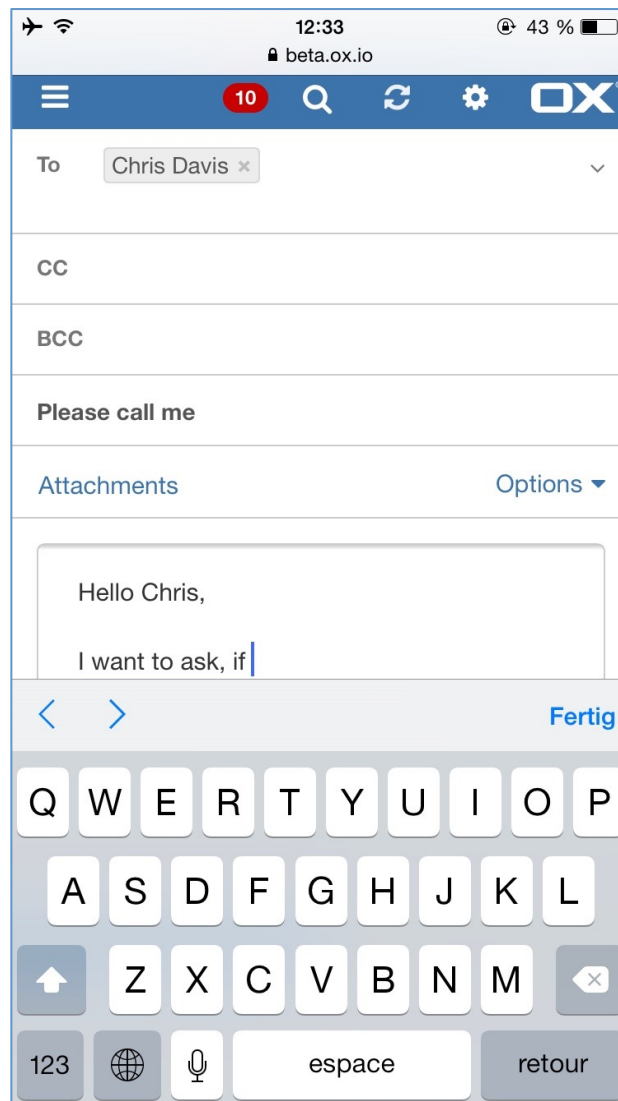 12:33
43 %
beta.ox.io
10
OX
To Chris Davis ×
CC
BCC
Please call me
Attachments Options
Hello Chris,
I want to ask, if
Fertig
Q W E R T Y U I O P
A S D F G H J K L
Z X C V B N M
123 espace retour